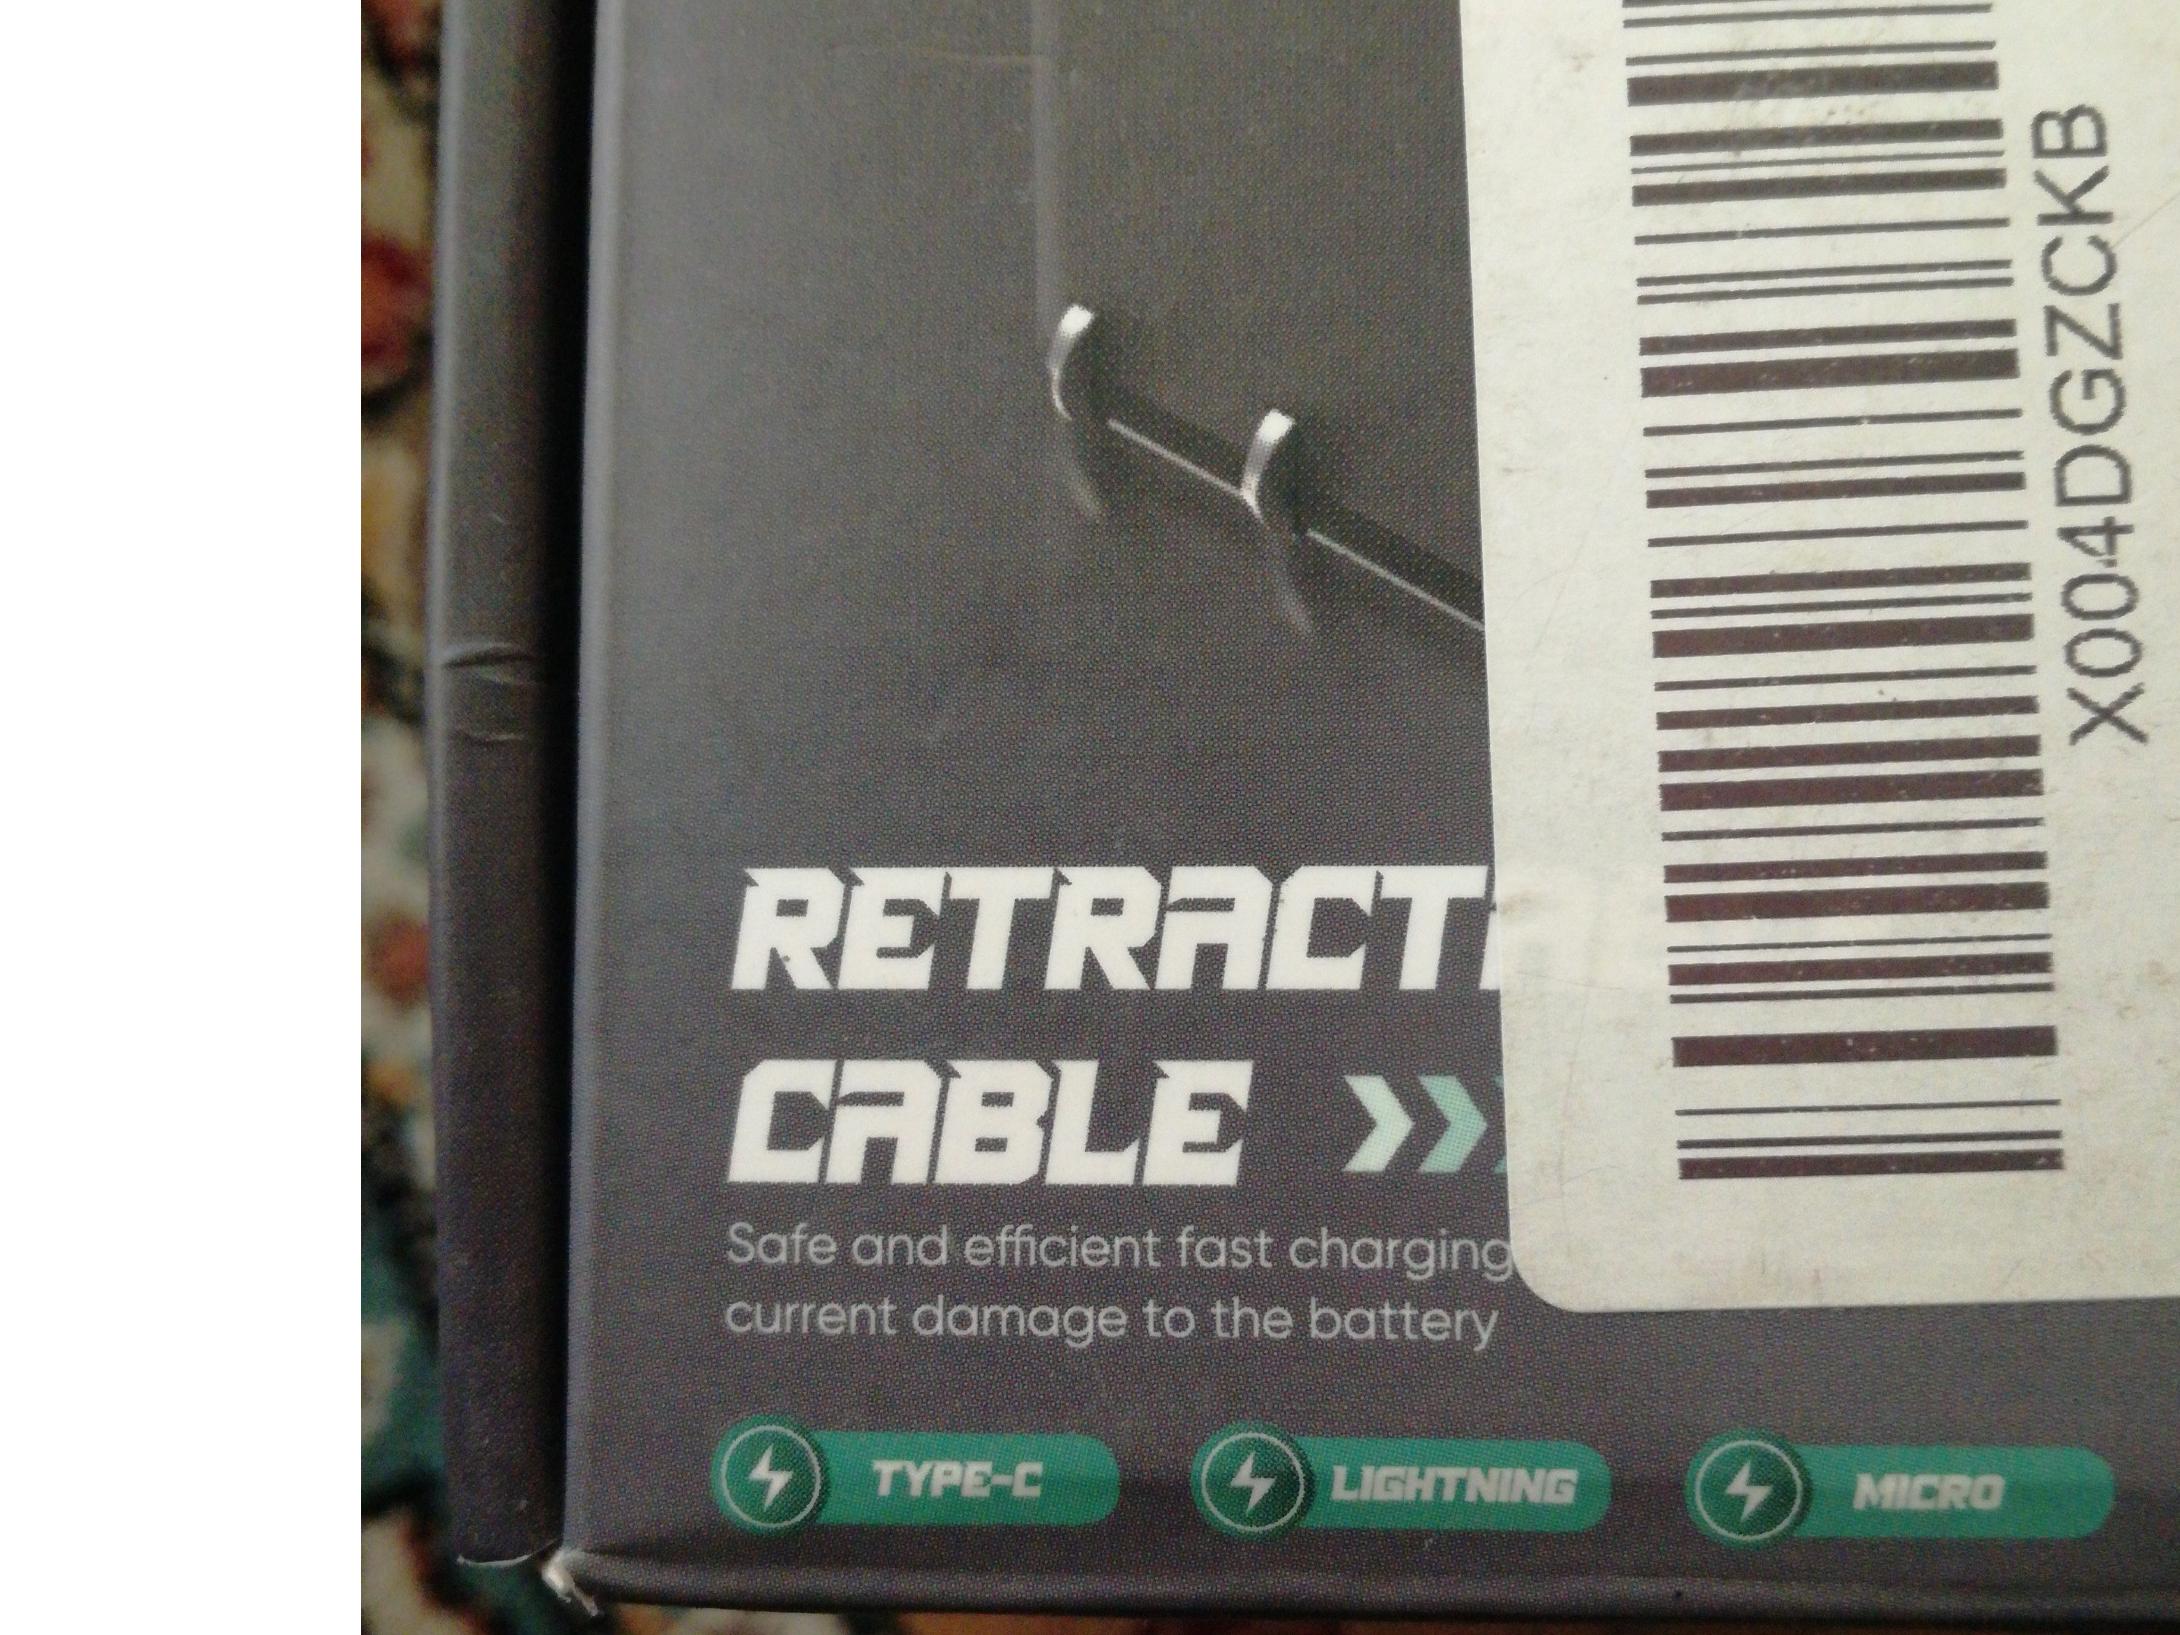 RETRACT
CABLE
Safe and efficient fast charging
current damage to the battery
TYPE-C
LIGHTNING
MICRO
X004DGZCKB